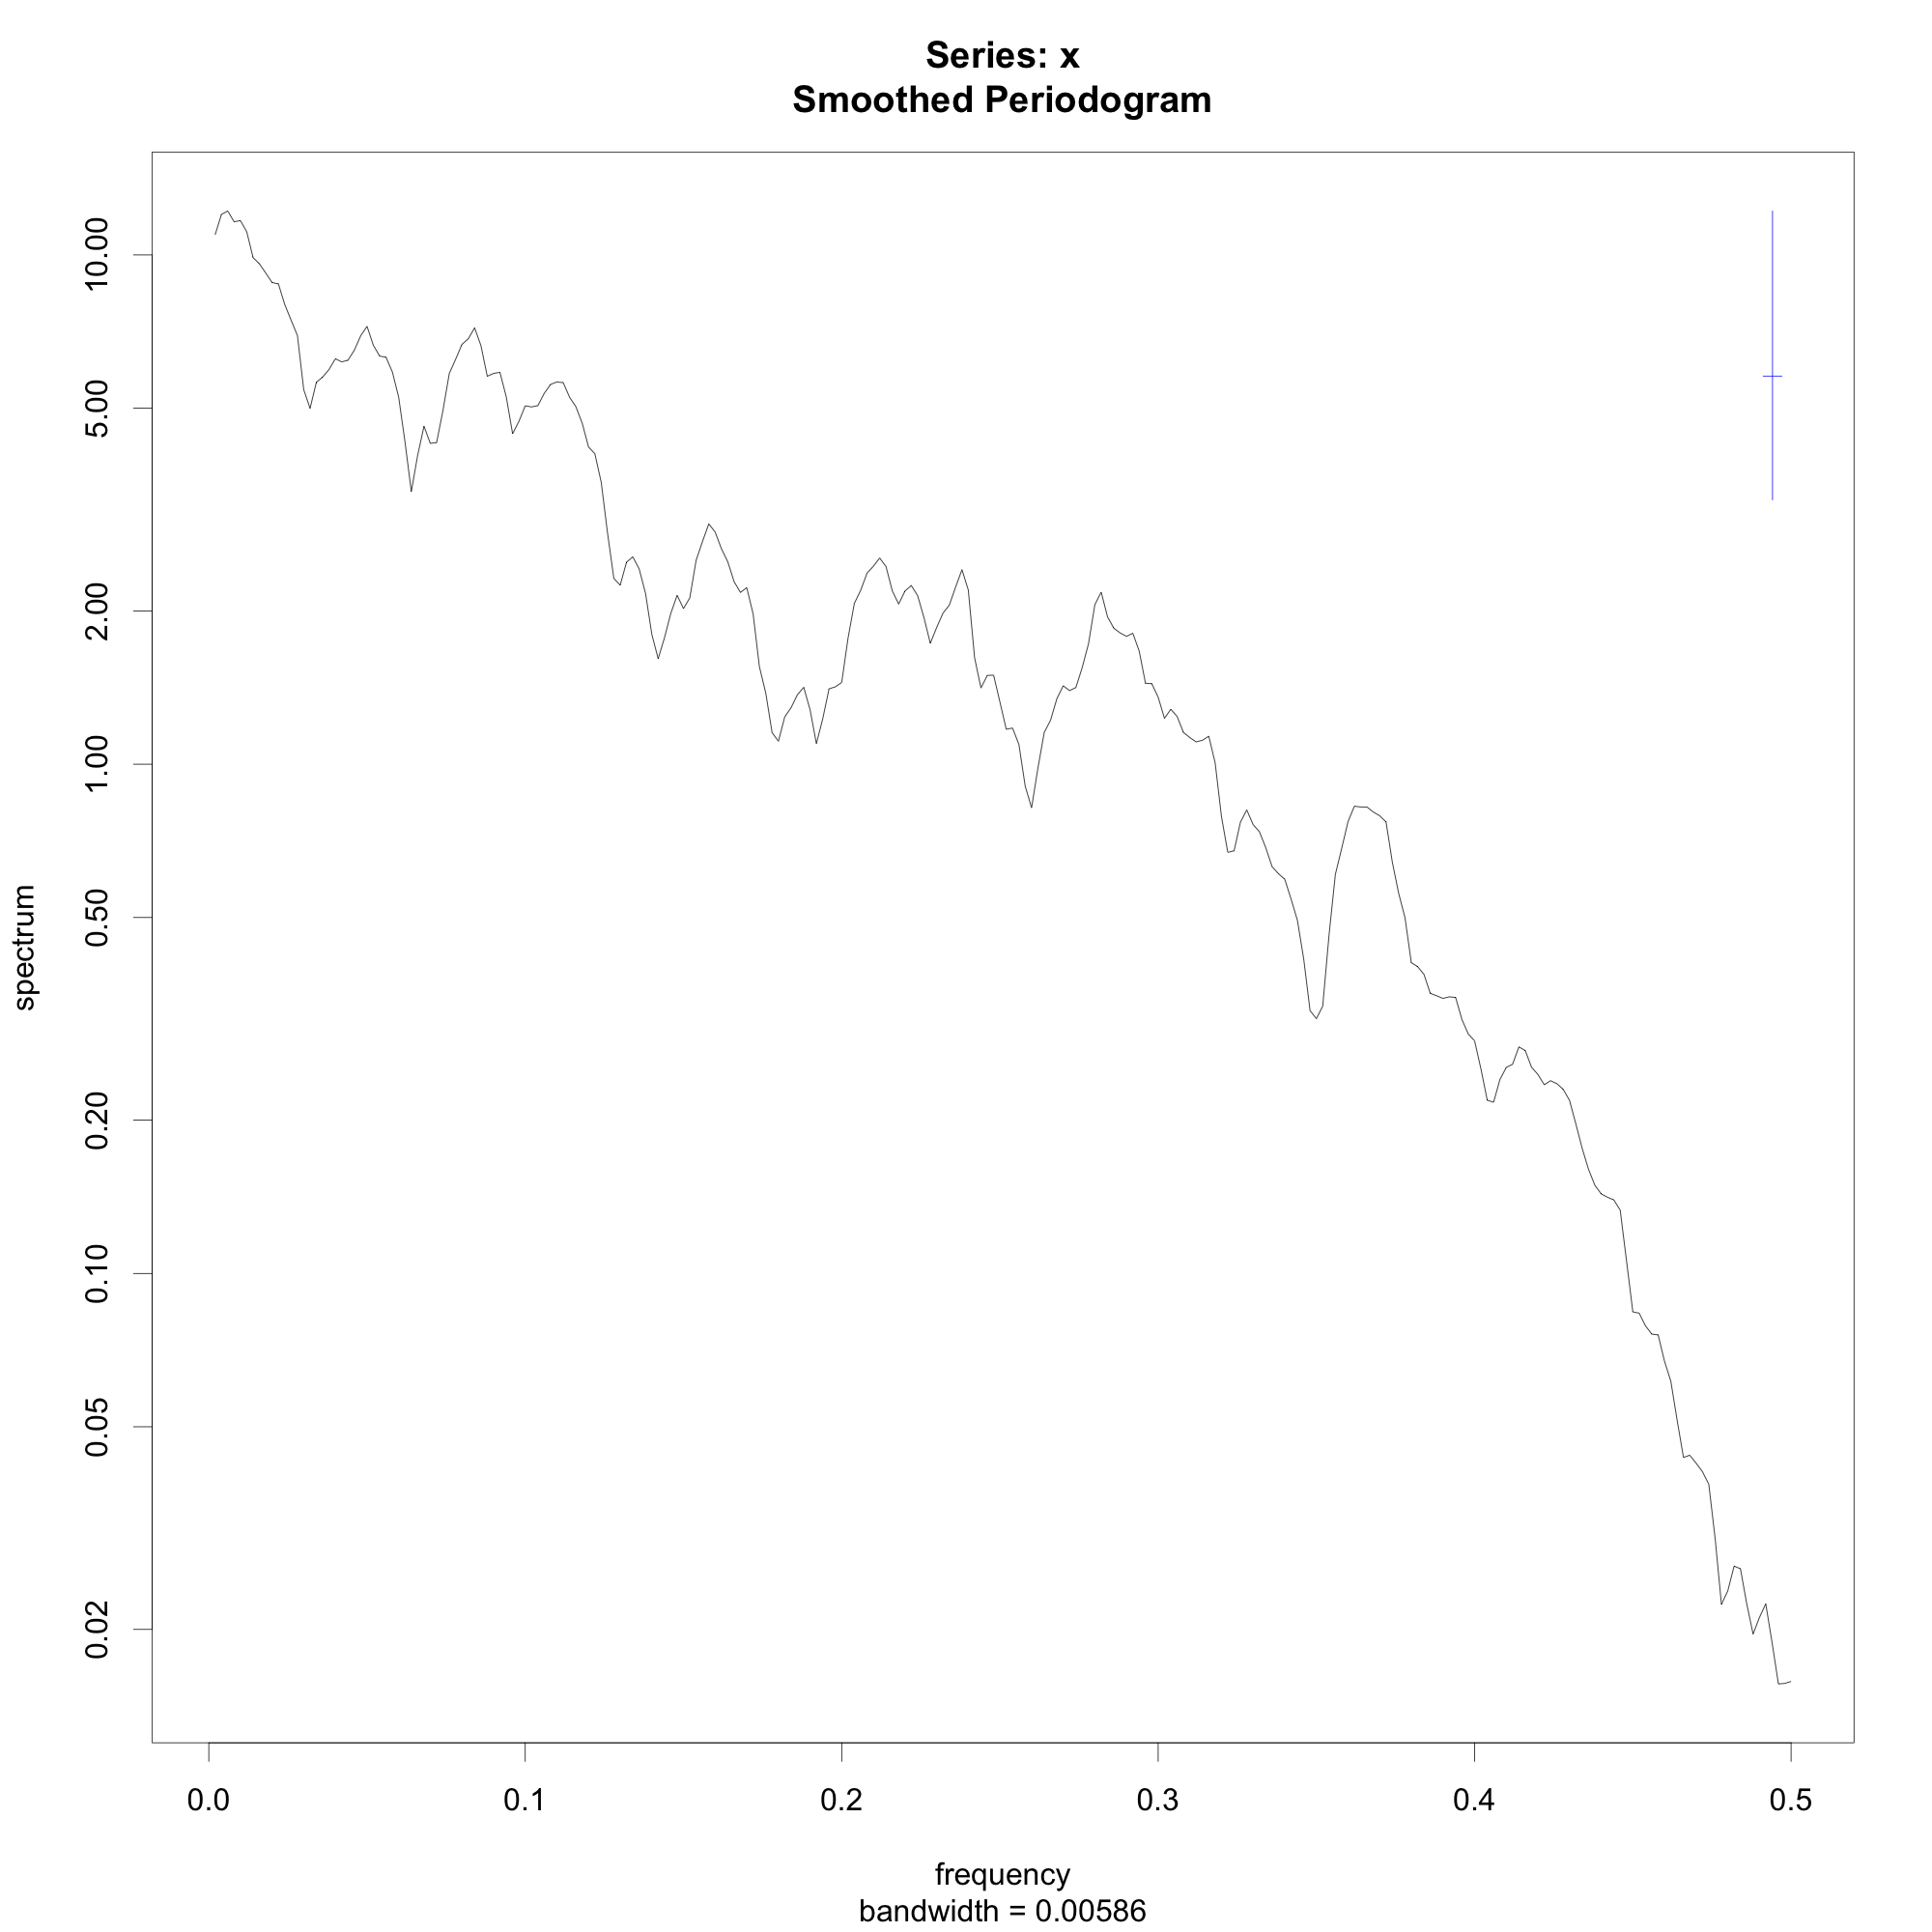 Series: x
Smoothed Periodogram
10.00
5.00
2.00
1.00
0.50
0.20
0.10
0.05
0.02
spectrum
0.0 0.1 0.2 0.3 0.4 0.5
frequency
bandwidth = 0.00586